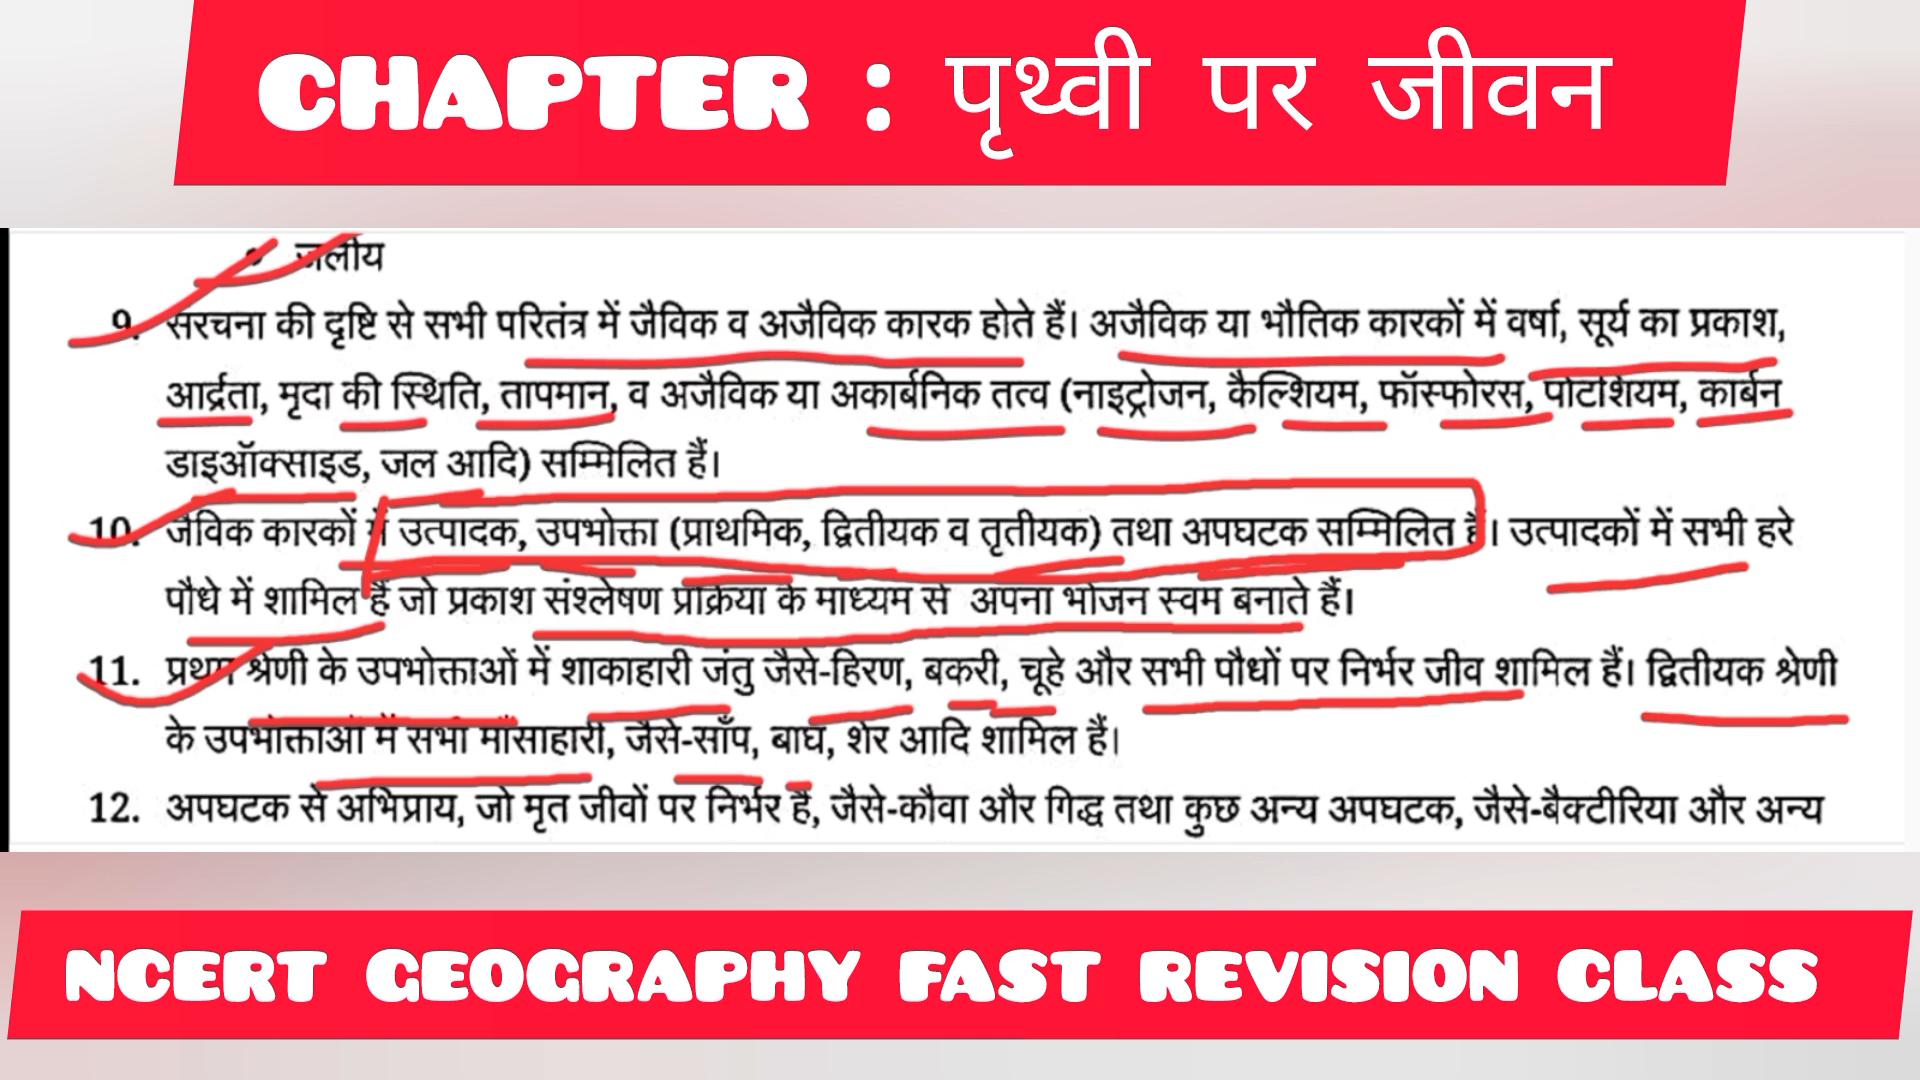 CHAPTER : पृथ्वी पर जीवन
• जलीय
9. सरचना की दृष्टि से सभी परितंत्र में जैविक व अजैविक कारक होते हैं। अजैविक या भौतिक कारकों में वर्षा, सूर्य का प्रकाश,
आर्द्रता, मृदा की स्थिति, तापमान, व अजैविक या अकार्बनिक तत्व (नाइट्रोजन, कैल्शियम, फॉस्फोरस, पोटाशियम, कार्बन
डाइऑक्साइड, जल आदि) सम्मिलित हैं।
10. जैविक कारकों में उत्पादक, उपभोक्ता (प्राथमिक, द्वितीयक व तृतीयक) तथा अपघटक सम्मिलित है। उत्पादकों में सभी हरे
पौधे में शामिल हैं जो प्रकाश संश्लेषण प्रक्रिया के माध्यम से अपना भोजन स्वम बनाते हैं।
11. प्रथम श्रेणी के उपभोक्ताओं में शाकाहारी जंतु जैसे-हिरण, बकरी, चूहे और सभी पौधों पर निर्भर जीव शामिल हैं। द्वितीयक श्रेणी
के उपभोक्ताओं में सभी माँसाहारी, जैसे-साँप, बाघ, शेर आदि शामिल हैं।
12. अपघटक से अभिप्राय, जो मृत जीवों पर निर्भर हैं, जैसे-कौवा और गिद्ध तथा कुछ अन्य अपघटक, जैसे-बैक्टीरिया और अन्य
NCERT GEOGRAPHY FAST REVISION CLASS